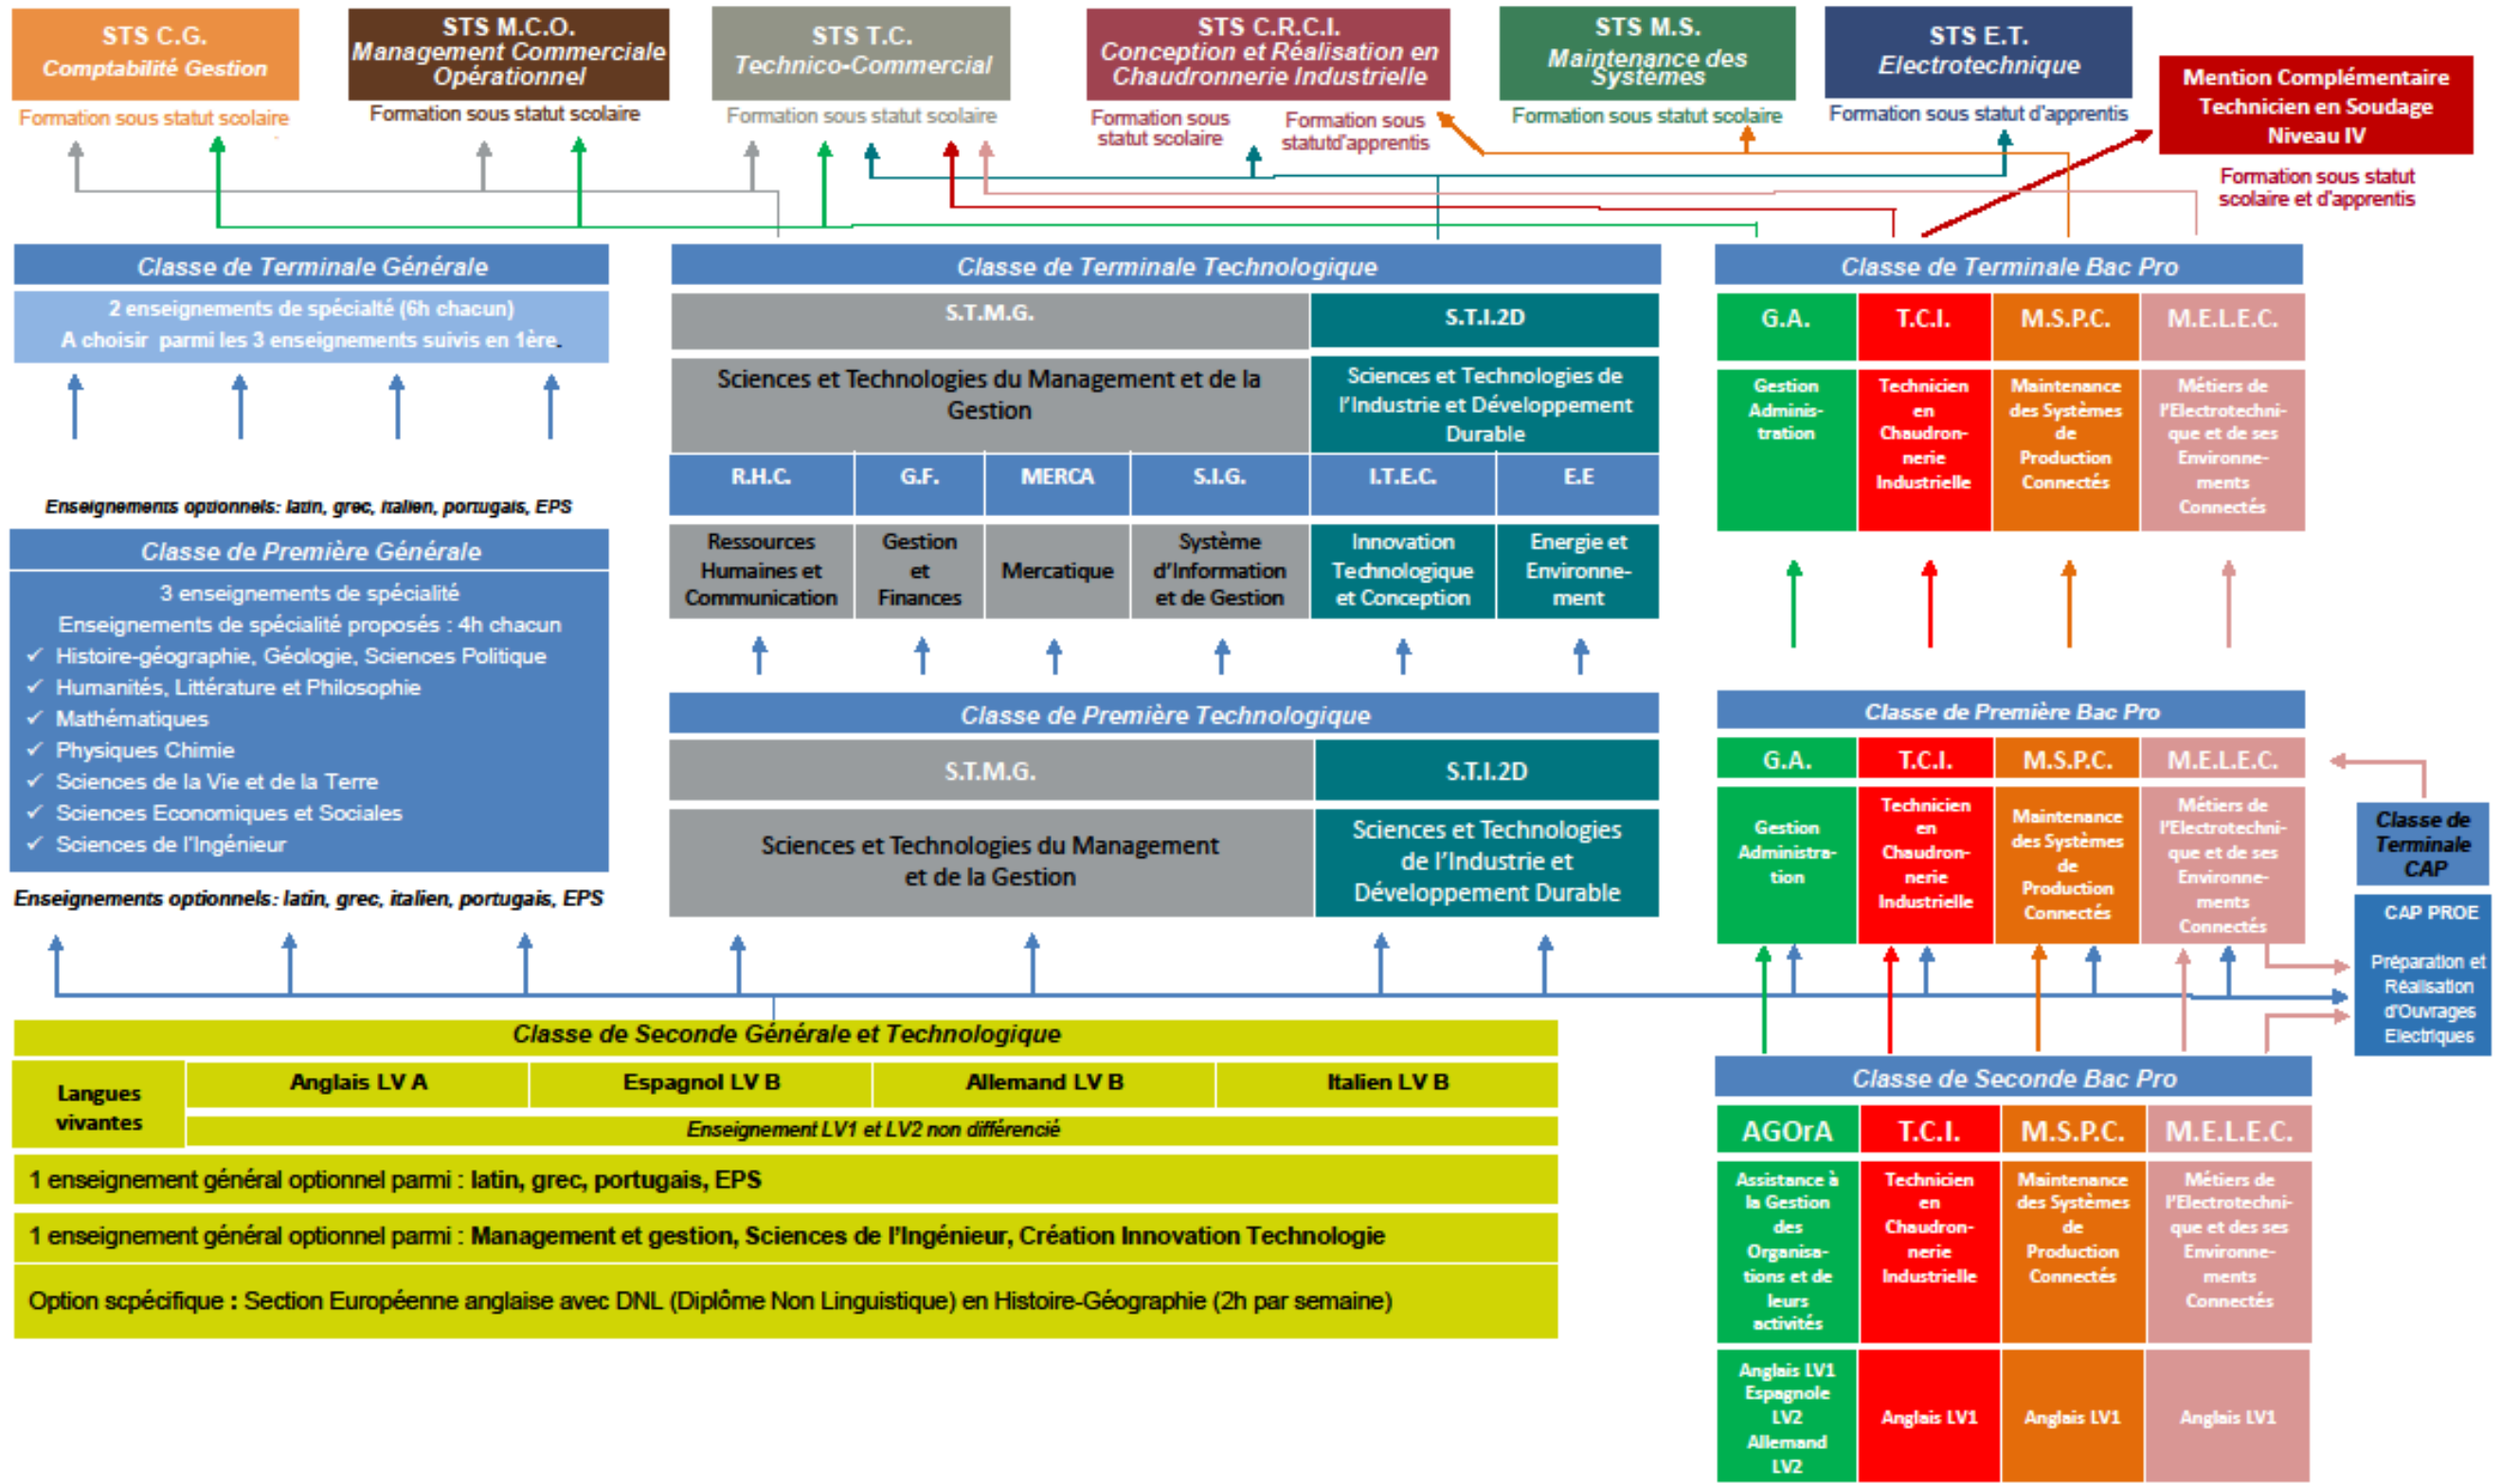 STS C.G.
Comptabilité Gestion
Formation sous statut scolaire
STS M.C.O.
Management Commerciale
Opérationnel
Formation sous statut scolaire
STS T.C.
Technico-Commercial
Formation sous statut scolaire
STS C.R.C.I.
Conception et Réalisation en
Chaudronnerie Industrielle
Formation sous
statut scolaire
Formation sous
statutd'apprentis
STS M.S.
Maintenance des
Systèmes
Formation sous statut scolaire
STS E.T.
Electrotechnique
Formation sous statut d'apprentis
Mention Complémentaire
Technicien en Soudage
Niveau IV
Formation sous statut
scolaire et d'apprentis
Classe de Terminale Générale
2 enseignements de spécialté (6h chacun)
A choisir parmi les 3 enseignements suivis en 1ère.
Enseignements optionnels: latin, grec, italien, portugais, EPS
Classe de Première Générale
3 enseignements de spécialité
Enseignements de spécialité proposés : 4h chacun
✓ Histoire-géographie, Géologie, Sciences Politique
✓ Humanités, Littérature et Philosophie
✓ Mathématiques
✓ Physiques Chimie
✓ Sciences de la Vie et de la Terre
✓ Sciences Economiques et Sociales
✓ Sciences de l'Ingénieur
Enseignements optionnels: latin, grec, italien, portugais, EPS
Classe de Terminale Technologique
S.T.M.G.
S.T.I.2D
Sciences et Technologies du Management et de la
Gestion
Sciences et Technologies de
l'Industrie et Développement
Durable
R.H.C.
G.F.
MERCA
S.I.G.
I.T.E.C.
E.E
Ressources
Humaines et
Communication
Gestion
et
Finances
Mercatique
Système
d'Information
et de Gestion
Innovation
Technologique
et Conception
Energie et
Environne-
ment
Classe de Première Technologique
S.T.M.G.
S.T.I.2D
Sciences et Technologies du Management
et de la Gestion
Sciences et Technologies
de l'Industrie et
Développement Durable
Classe de Terminale Bac Pro
G.A.
T.C.I.
M.S.P.C.
M.E.L.E.C.
Gestion
Adminis-
tration
Technicien
en
Chaudron-
nerie
Industrielle
Maintenance
des Systèmes
de
Production
Connectés
Métiers de
l'Electrotechni-
que et de ses
Environne-
ments
Connectés
Classe de Première Bac Pro
G.A.
T.C.I.
M.S.P.C.
M.E.L.E.C.
Gestion
Administra-
tion
Technicien
en
Chaudron-
nerie
Industrielle
Maintenance
des Systèmes
de
Production
Connectés
Métiers de
l'Electrotechni-
que et de ses
Environne-
ments
Connectés
Classe de
Terminale
CAP
CAP PROE
Préparation et
Réalisation
d'Ouvrages
Electriques
Classe de Seconde Générale et Technologique
Langues
vivantes
Anglais LV A
Espagnol LV B
Allemand LV B
Italien LV B
Enseignement LV1 et LV2 non différencié
1 enseignement général optionnel parmi : latin, grec, portugais, EPS
1 enseignement général optionnel parmi : Management et gestion, Sciences de l'Ingénieur, Création Innovation Technologie
Option scpécifique : Section Européenne anglaise avec DNL (Diplôme Non Linguistique) en Histoire-Géographie (2h par semaine)
Classe de Seconde Bac Pro
AGOrA
T.C.I.
M.S.P.C.
M.E.L.E.C.
Assistance à
la Gestion
des
Organisa-
tions et de
leurs
activités
Technicien
en
Chaudron-
nerie
Industrielle
Maintenance
des Systèmes
de
Production
Connectés
Métiers de
l'Electrotechni-
que et des ses
Environne-
ments
Connectés
Anglais LV1
Espagnole
LV2
Allemand
LV2
Anglais LV1
Anglais LV1
Anglais LV1